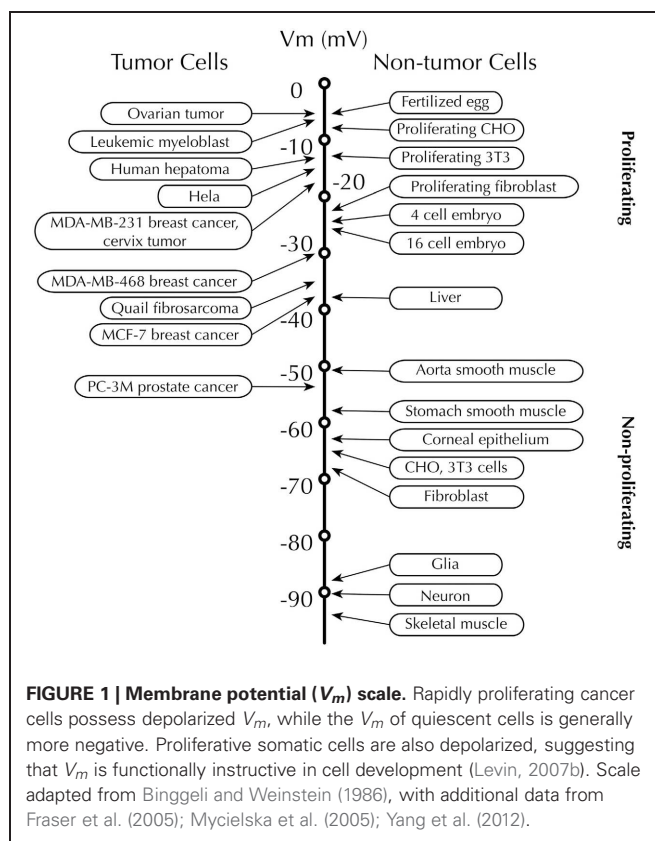 Vm (mV)
Tumor Cells
Non-tumor Cells
0
Ovarian tumor
Fertilized egg
Leukemic myeloblast
Proliferating CHO
-10
Human hepatoma
Proliferating 3T3
Hela
-20
Proliferating fibroblast
MDA-MB-231 breast cancer,
cervix tumor
4 cell embryo
16 cell embryo
-30
MDA-MB-468 breast cancer
Quail fibrosarcoma
Liver
-40
MCF-7 breast cancer
-50
Aorta smooth muscle
PC-3M prostate cancer
Stomach smooth muscle
-60
Corneal epithelium
CHO, 3T3 cells
-70
Fibroblast
-80
Glia
-90
Neuron
Skeletal muscle
Proliferating
Non-proliferating
FIGURE 1 | Membrane potential (Vm) scale. Rapidly proliferating cancer
cells possess depolarized Vm, while the Vm of quiescent cells is generally
more negative. Proliferative somatic cells are also depolarized, suggesting
that Vm is functionally instructive in cell development (Levin, 2007b). Scale
adapted from Binggeli and Weinstein (1986), with additional data from
Fraser et al. (2005); Mycielska et al. (2005); Yang et al. (2012).